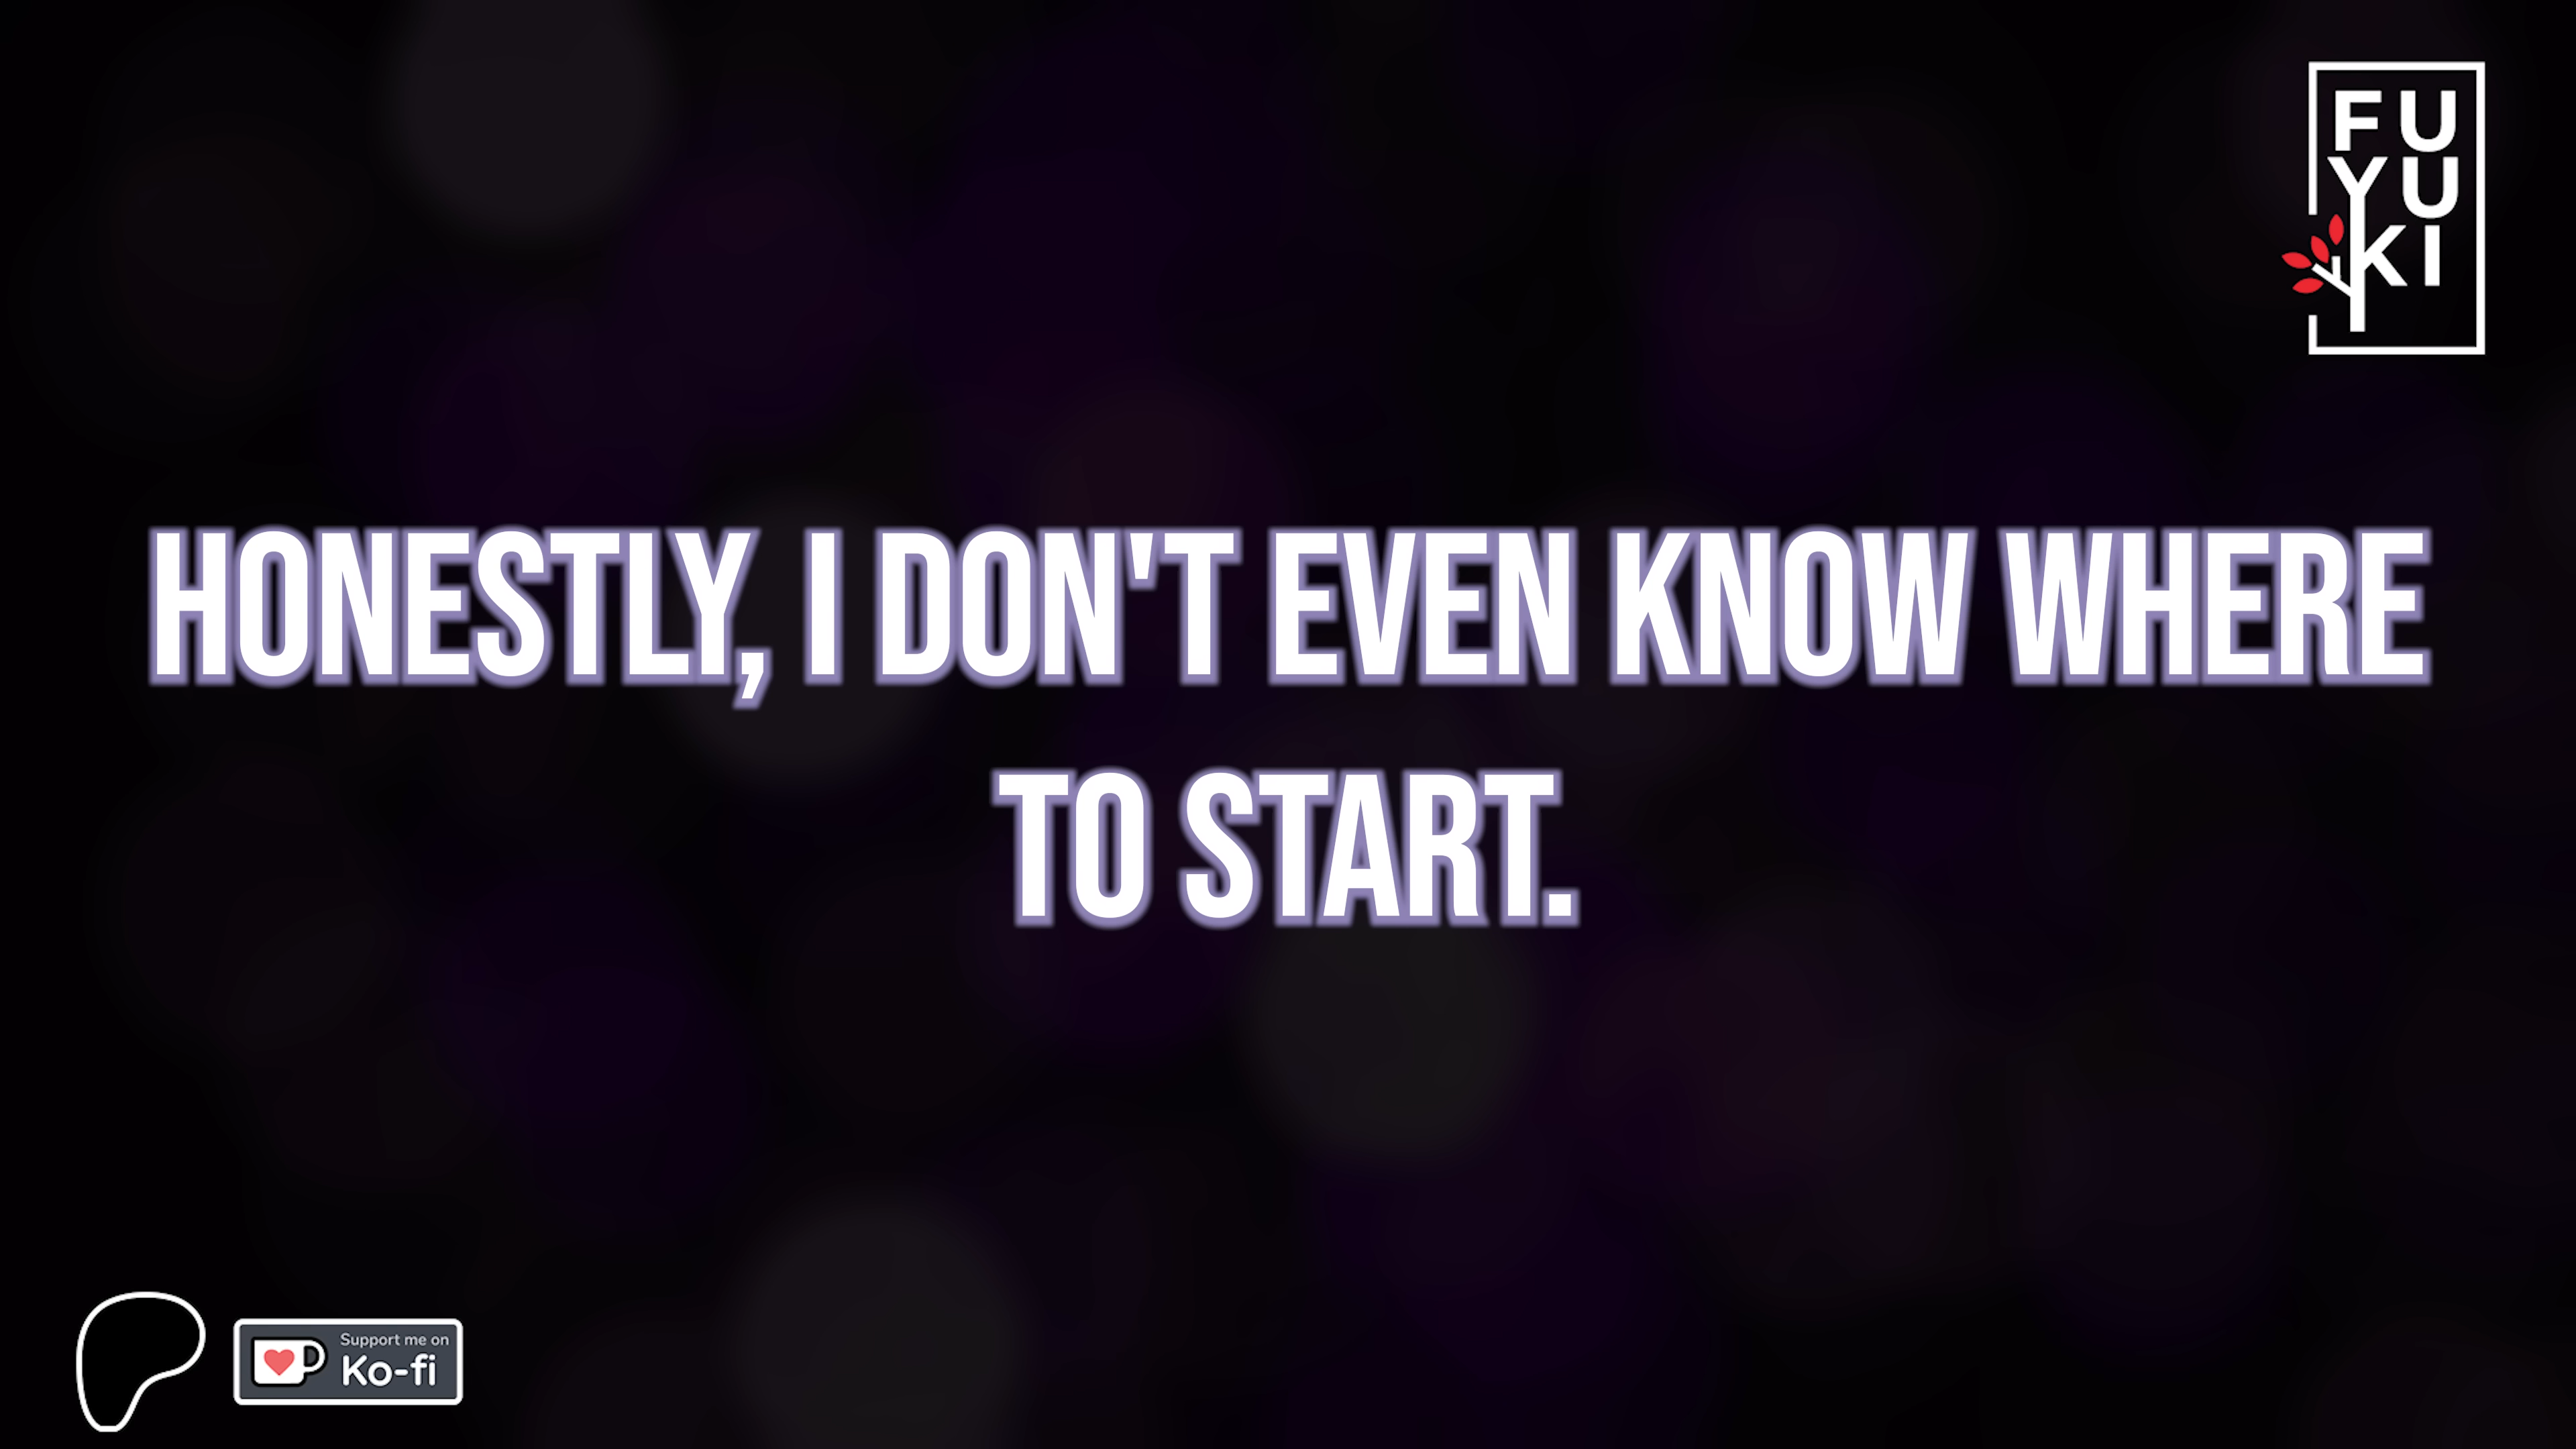 FU
YU
KI
HONESTLY, I DON'T EVEN KNOW WHERE
TO START.
Support me on
Ko-fi